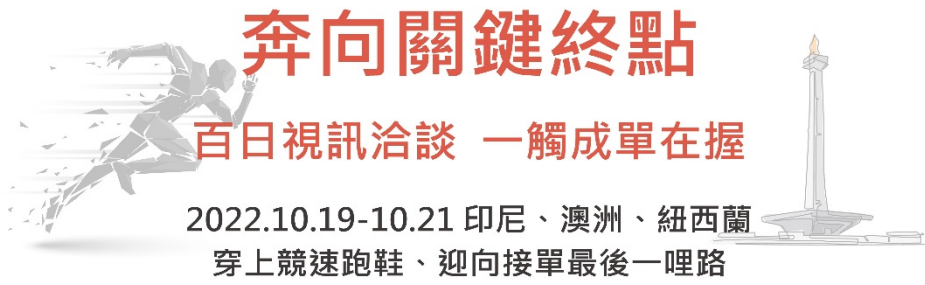 奔向關鍵終點
百日視訊洽談 一觸成單在握
2022.10.19-10.21 印尼、澳洲、紐西蘭
穿上競速跑鞋、迎向接單最後一哩路